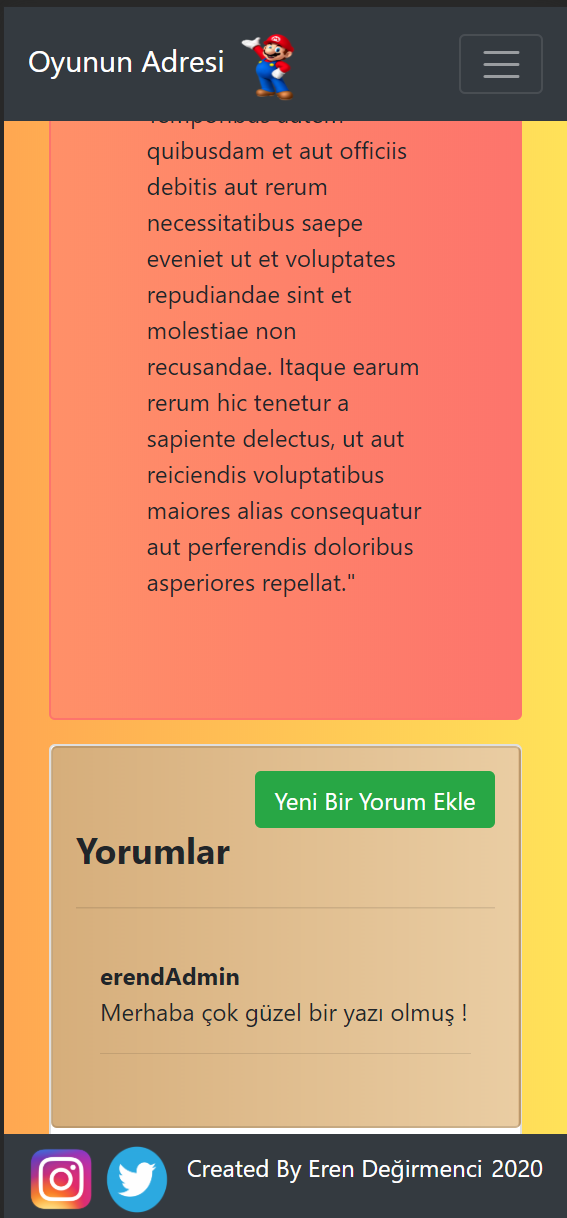 Oyunun Adresi
quibusdam et aut officiis
debitis aut rerum
necessitatibus saepe
eveniet ut et voluptates
repudiandae sint et
molestiae non
recusandae. Itaque earum
rerum hic tenetur a
sapiente delectus, ut aut
reiciendis voluptatibus
maiores alias consequatur
aut perferendis doloribus
asperiores repellat."
Yeni Bir Yorum Ekle
Yorumlar
erendAdmin
Merhaba çok güzel bir yazı olmuş !
Created By Eren Değirmenci 2020